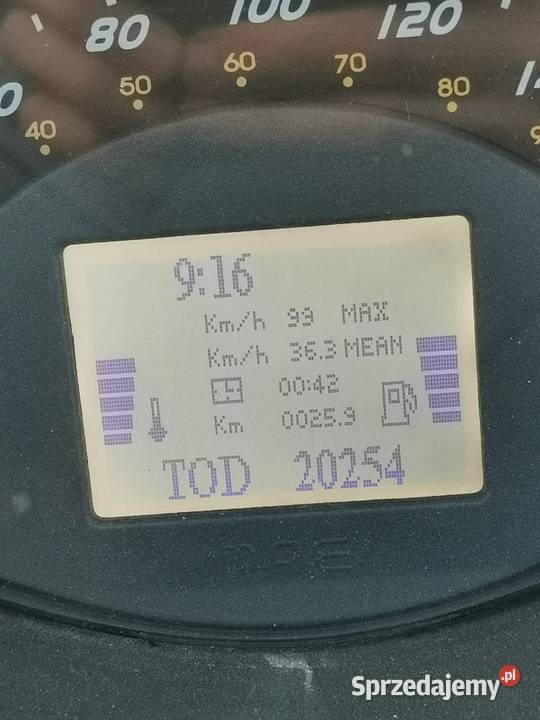 80 100 120
50 60 70 80
40
9:16
Km/h 99 MAX
Km/h 36.3 MEAN
00:42
Km 0025.9
TOD 20254
Sprzedajemy.pl